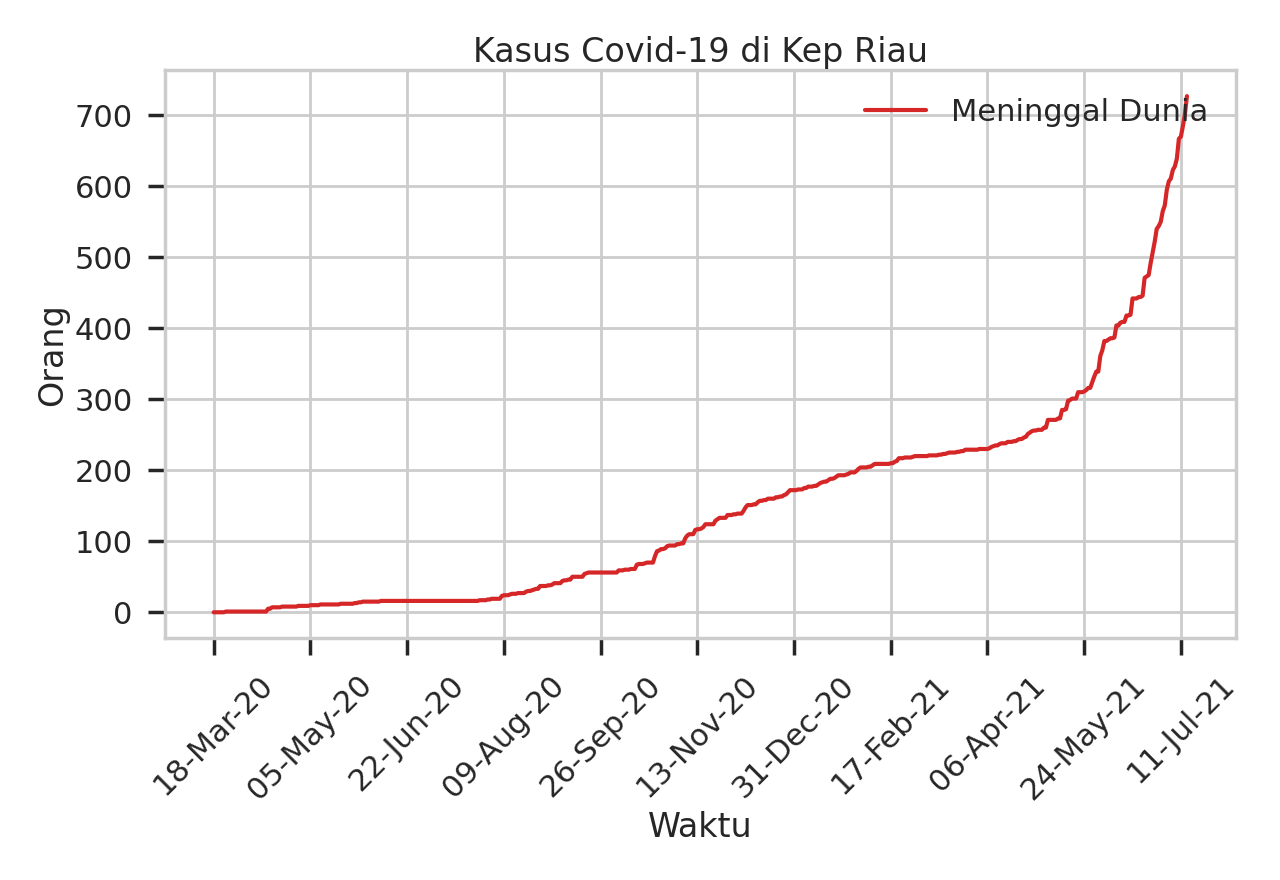 Kasus Covid-19 di Kep Riau
Meninggal Dunia
Orang
700
600
500
400
300
200
100
0
18-Mar-20
05-May-20
22-Jun-20
09-Aug-20
26-Sep-20
13-Nov-20
31-Dec-20
17-Feb-21
06-Apr-21
24-May-21
11-Jul-21
Waktu